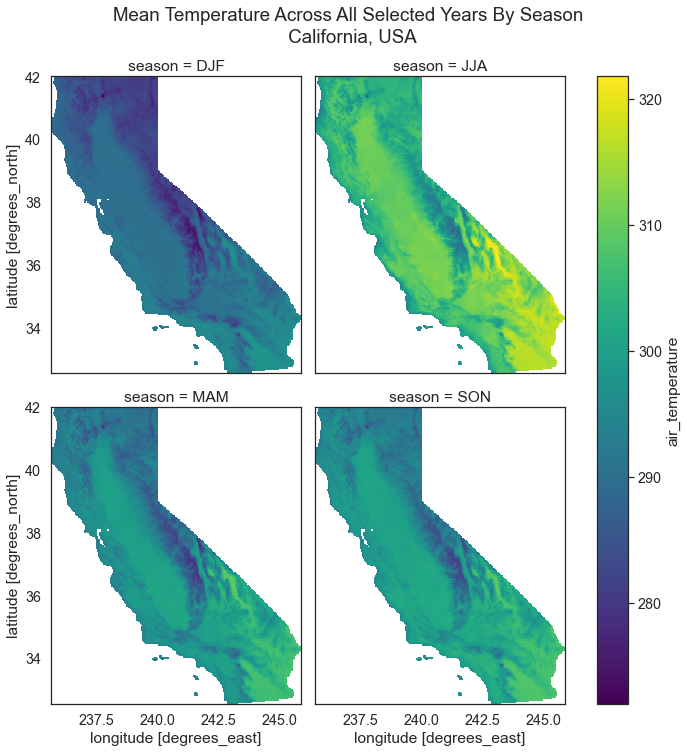 Mean Temperature Across All Selected Years By Season
California, USA
season = DJF
season = JJA
42
40
38
36
34
latitude [degrees_north]
320
310
300
290
280
air_temperature
season = MAM
season = SON
42
40
38
36
34
latitude [degrees_north]
237.5 240.0 242.5 245.0
longitude [degrees_east]
237.5 240.0 242.5 245.0
longitude [degrees_east]